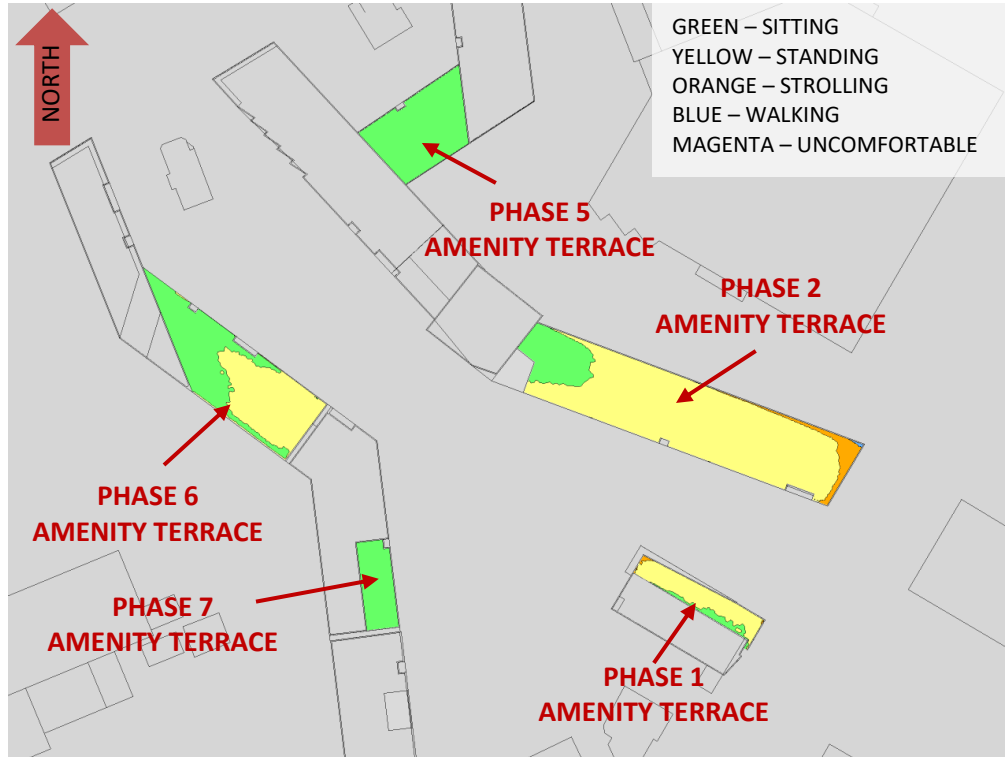 NORTH
GREEN – SITTING
YELLOW – STANDING
ORANGE – STROLLING
BLUE – WALKING
MAGENTA – UNCOMFORTABLE
PHASE 5
AMENITY TERRACE
PHASE 2
AMENITY TERRACE
PHASE 6
AMENITY TERRACE
PHASE 7
AMENITY TERRACE
PHASE 1
AMENITY TERRACE